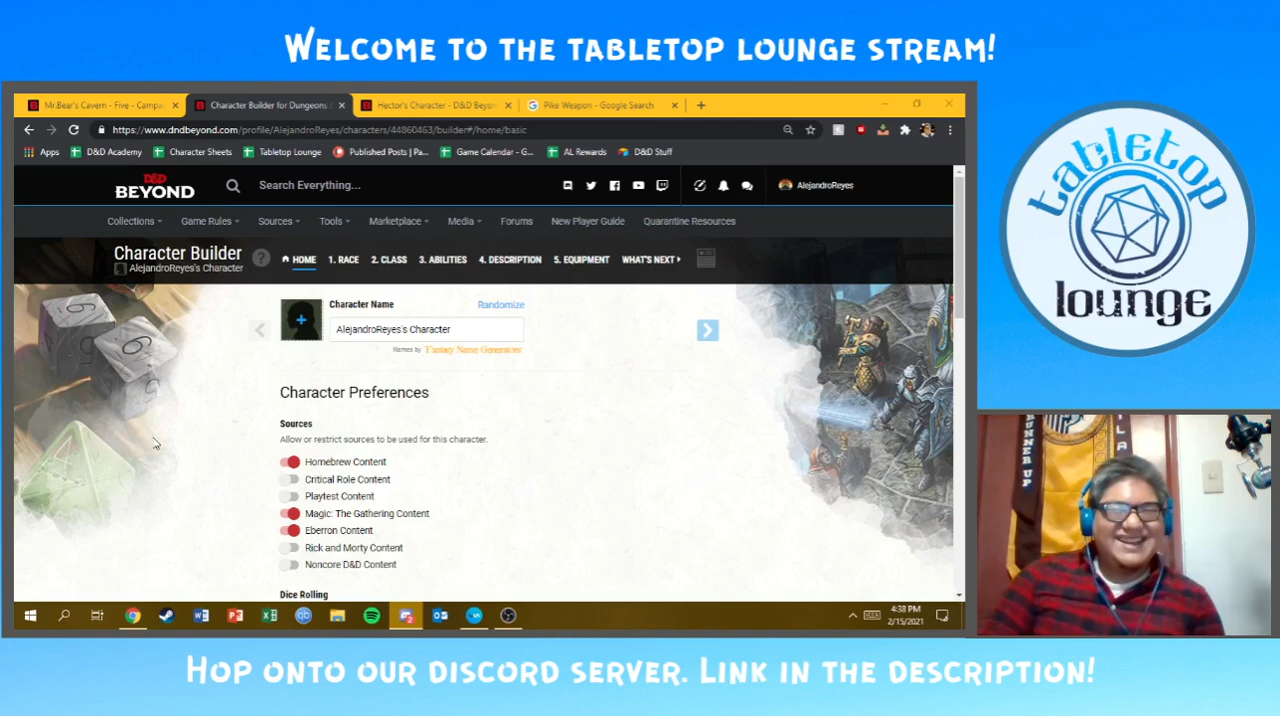 WELCOME TO THE TABLETOP LOUNGE STREAM!
Mr.Bear's Cavern - Five - Campa
Character Builder for Dungeons
Hector's Character - D&D Beyon
Pike Weapon - Google Search
https://www.dndbeyond.com/profile/AlejandroReyes/characters/44860463/builder#/home/basic
Apps D&D Academy Character Sheets Tabletop Lounge Published Posts | Pa... Game Calendar - G... AL Rewards D&D Stuff
D&D BEYOND
Search Everything...
AlejandroReyes
Collections Game Rules Sources Tools Marketplace Media Forums New Player Guide Quarantine Resources
Character Builder
AlejandroReyes's Character
? HOME 1. RACE 2. CLASS 3. ABILITIES 4. DESCRIPTION 5. EQUIPMENT WHAT'S NEXT
Character Name Randomize
AlejandroReyes's Character
Names by Fantasy Name Generators
Character Preferences
Sources
Allow or restrict sources to be used for this character.
Homebrew Content
Critical Role Content
Playtest Content
Magic: The Gathering Content
Eberron Content
Rick and Morty Content
Noncore D&D Content
Dice Rolling
4:38 PM
2/15/2021
tabletop
lounge
RUNNER UP
HOP ONTO OUR DISCORD SERVER. LINK IN THE DESCRIPTION!